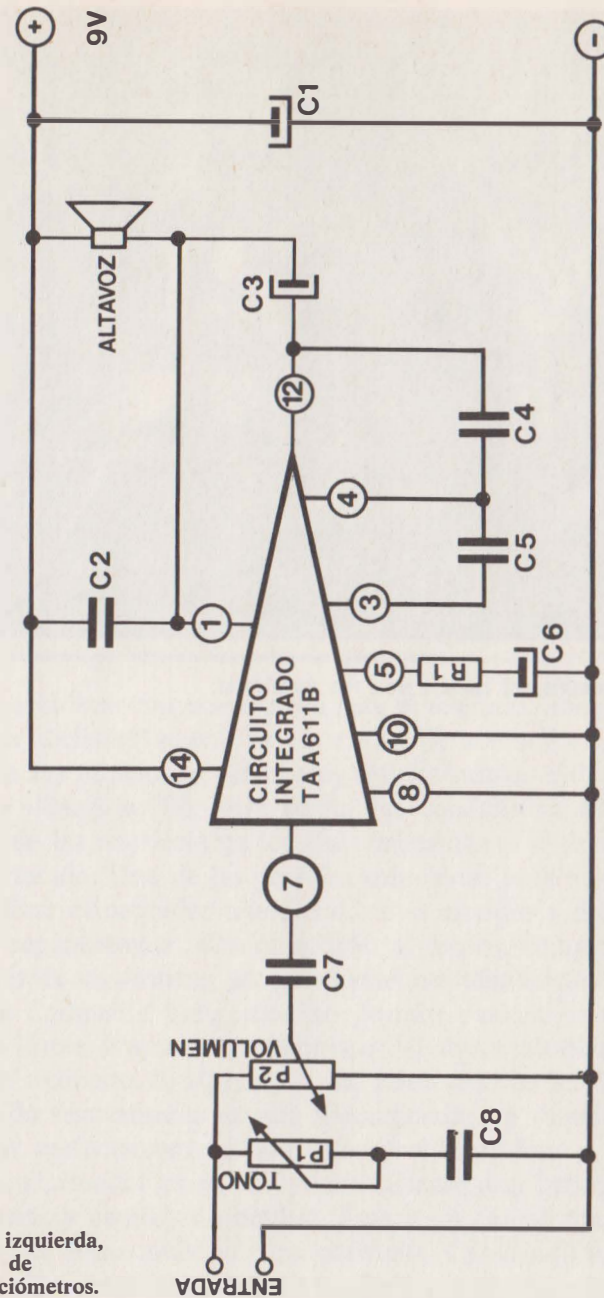 +
9V
C1
ALTAVOZ
C3
C2
12
C4
4
C5
1
3
14
CIRCUITO
INTEGRADO
TAA611B
5
R1
C6
10
8
7
C7
VOLUMEN
P2
P1
TONO
C8
ENTRADA
-
izquierda,
de
ciómetros.